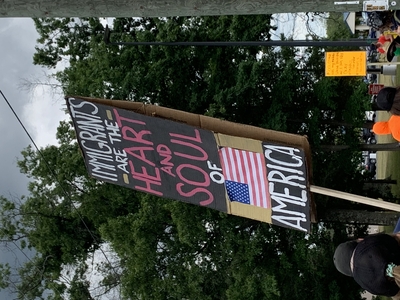 IMMIGRANTS
-ARE THE-
HEART
AND
SOUL
OF
AMERICA